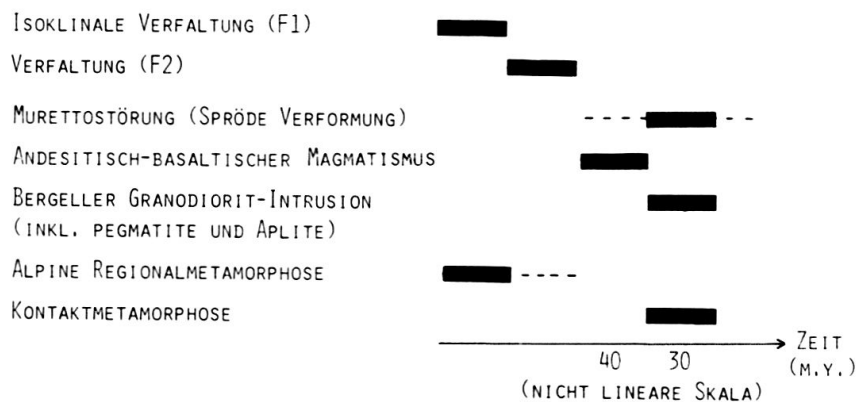 ISOKLINALE VERFALTUNG (F1)
VERFALTUNG (F2)
MURETTOSTÖRUNG (SPRÖDE VERFORMUNG)
ANDESITISCH-BASALTISCHER MAGMATISMUS
BERGELLER GRANODIORIT-INTRUSION
(INKL. PEGMATITE UND APLITE)
ALPINE REGIONALMETAMORPHOSE
KONTAKTMETAMORPHOSE
ZEIT
40 30 (M.Y.)
(NICHT LINEARE SKALA)